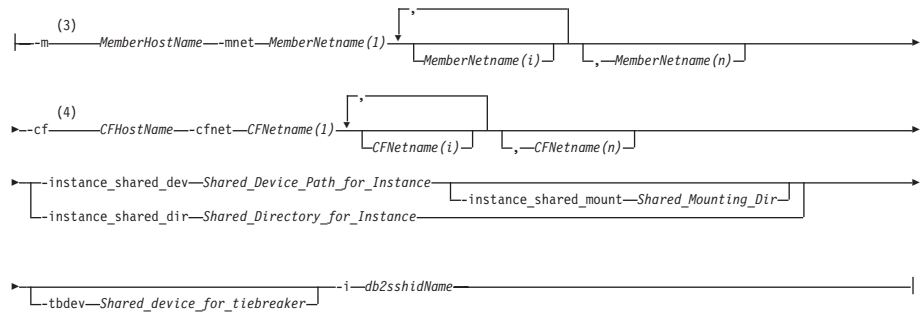 ,
(3)
-m MemberHostName -mnet MemberNetname(1)
MemberNetname(i) , MemberNetname(n)
,
(4)
-cf CFHostName -cfnet CFNetname(1)
CFNetname(i) , CFNetname(n)
-instance_shared_dev Shared_Device_Path_for_Instance
-instance_shared_mount Shared_Mounting_Dir
-instance_shared_dir Shared_Directory_for_Instance
-i db2sshidName
-tbdev Shared_device_for_tiebreaker